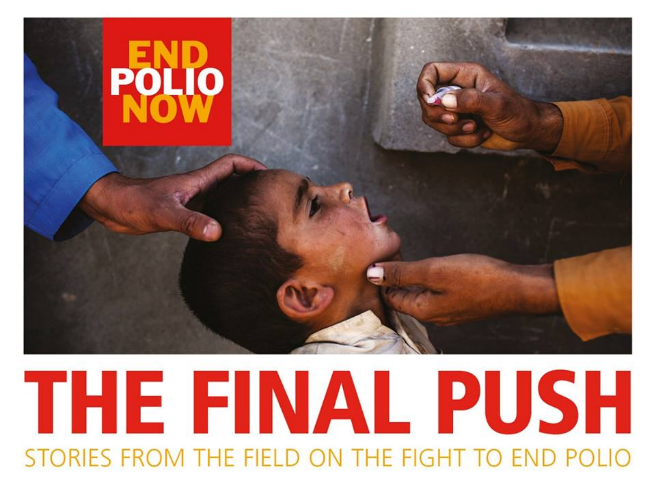 END
POLIO
NOW
THE FINAL PUSH
STORIES FROM THE FIELD ON THE FIGHT TO END POLIO